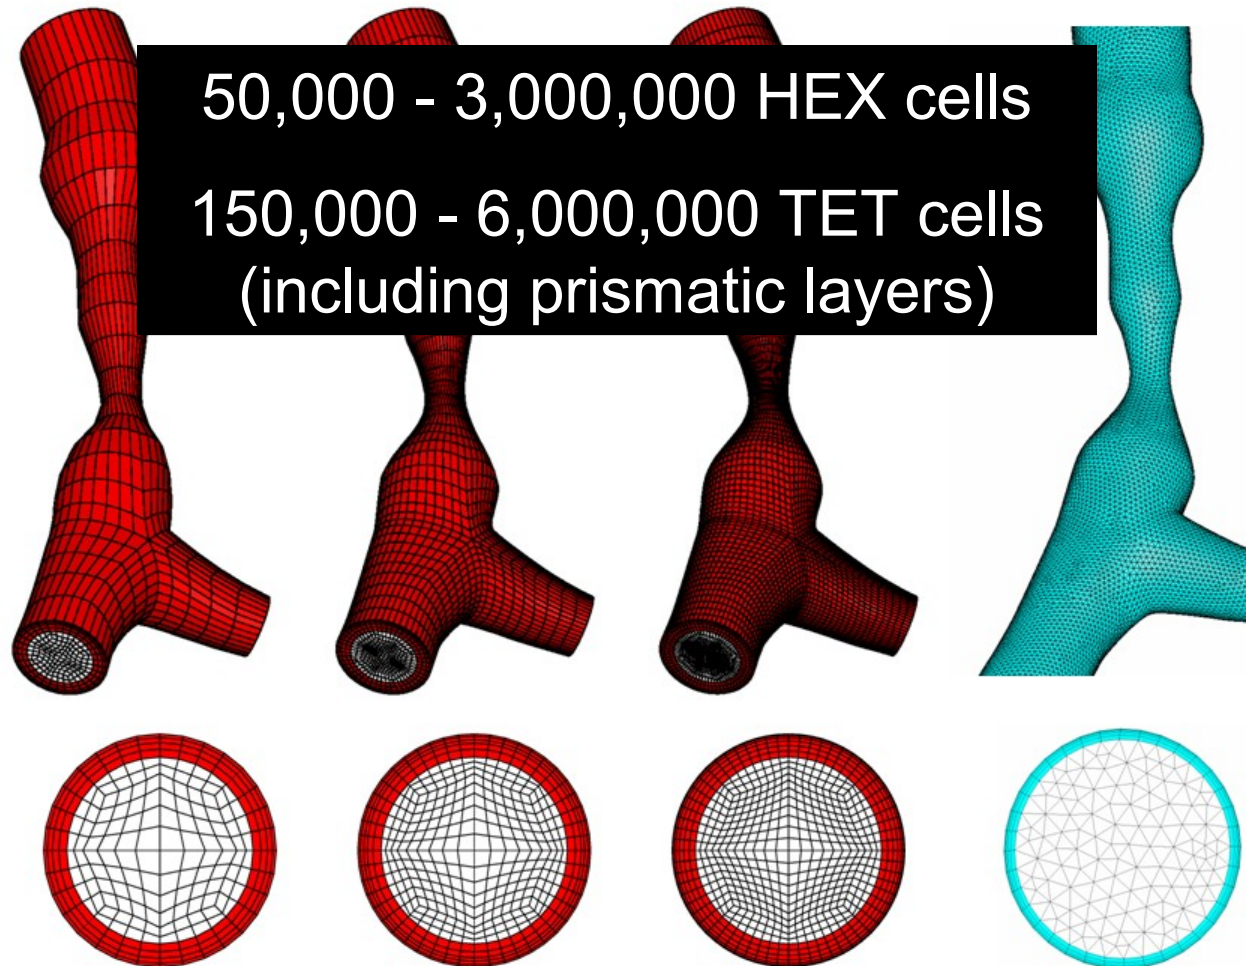 50,000 - 3,000,000 HEX cells
150,000 - 6,000,000 TET cells
(including prismatic layers)